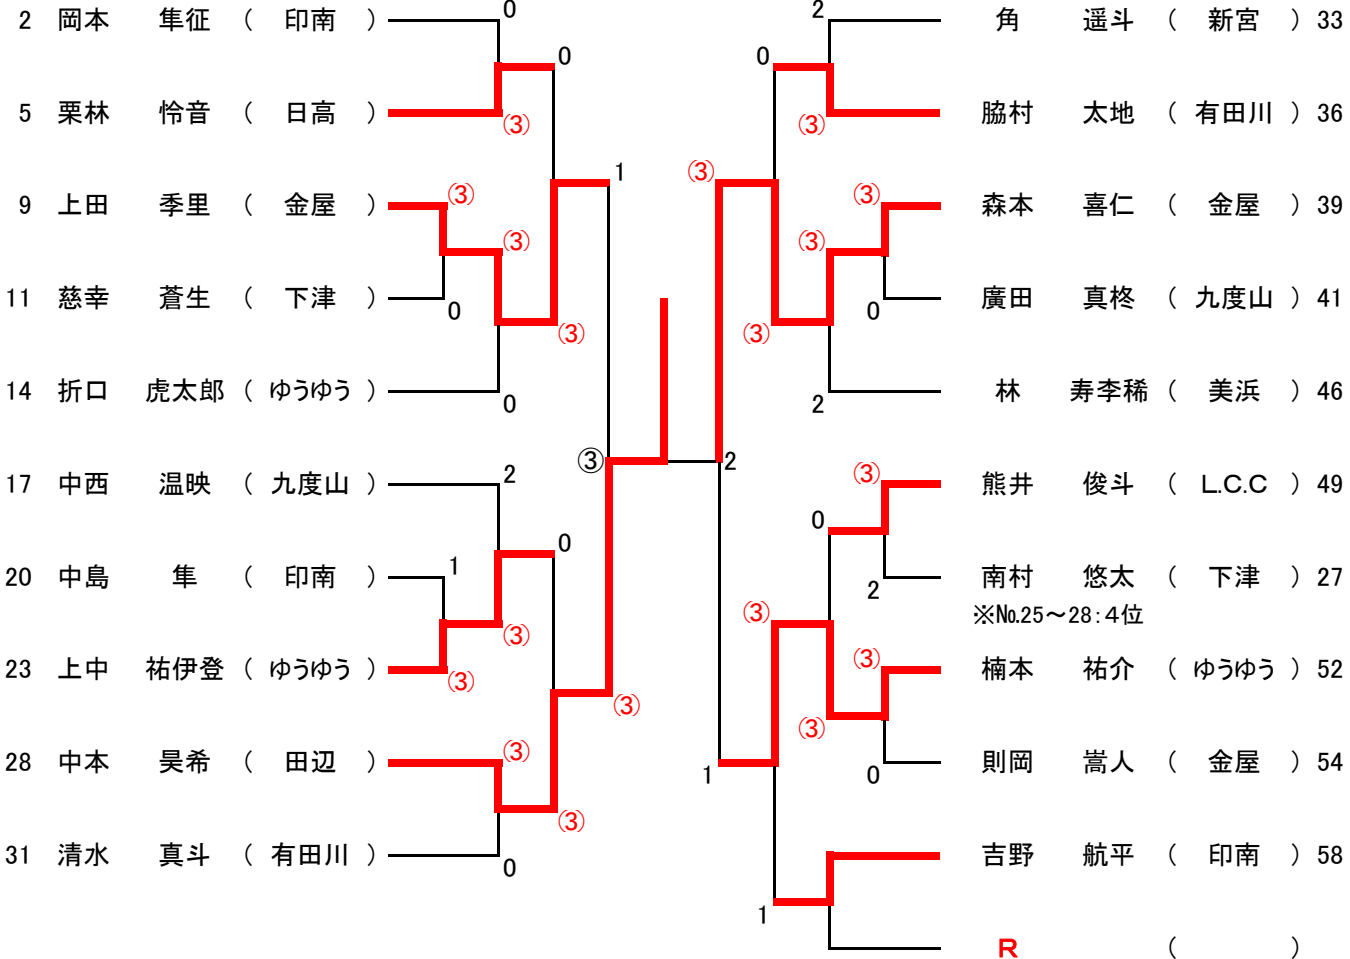 2 岡本 隼征 ( 印南 ) 0
0
5 栗林 怜音 ( 日高 ) (3)
1
9 上田 季里 ( 金屋 ) (3)
(3)
11 慈幸 蒼生 ( 下津 ) 0
(3)
14 折口 虎太郎 ( ゆうゆう ) 0
③
17 中西 温映 ( 九度山 ) 2
0
20 中島 隼 ( 印南 ) 1
(3)
23 上中 祐伊登 ( ゆうゆう ) (3)
(3)
28 中本 昊希 ( 田辺 ) (3)
(3)
31 清水 真斗 ( 有田川 ) 0
2 角 遥斗 ( 新宮 ) 33
0
(3) 脇村 太地 ( 有田川 ) 36
(3)
(3) 森本 喜仁 ( 金屋 ) 39
(3)
0 廣田 真柊 ( 九度山 ) 41
(3)
2 林 寿李稀 ( 美浜 ) 46
2
(3) 熊井 俊斗 ( L.C.C ) 49
0
2 南村 悠太 ( 下津 ) 27
※No.25～28:4位
(3)
(3) 楠本 祐介 ( ゆうゆう ) 52
(3)
0 則岡 嵩人 ( 金屋 ) 54
1
吉野 航平 ( 印南 ) 58
1
R ( )